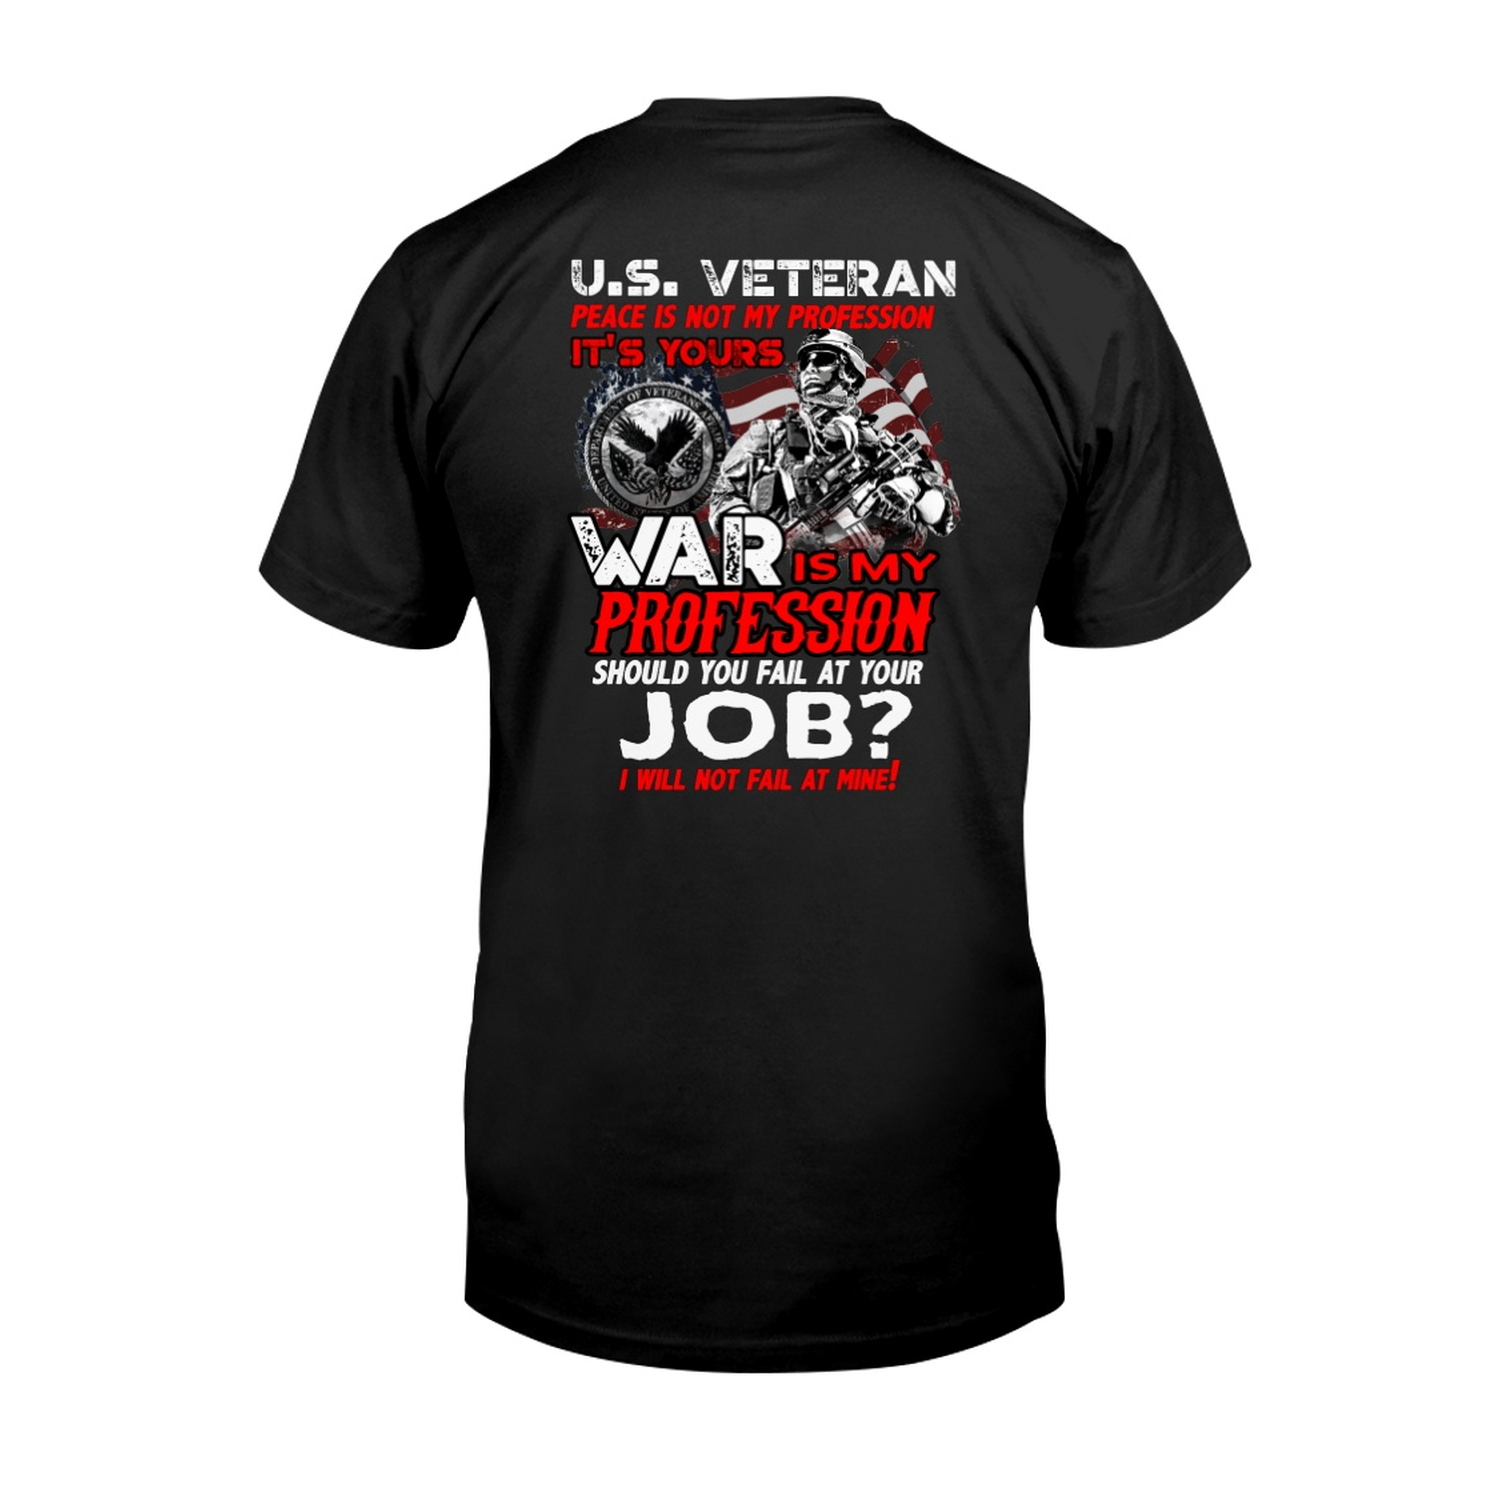 U.S. VETERAN
PEACE IS NOT MY PROFESSION
IT'S YOURS
DEPARTMENT OF VETERANS AFFAIRS
UNITED STATES OF AMERICA
WAR IS MY
PROFESSION
SHOULD YOU FAIL AT YOUR
JOB?
I WILL NOT FAIL AT MINE!